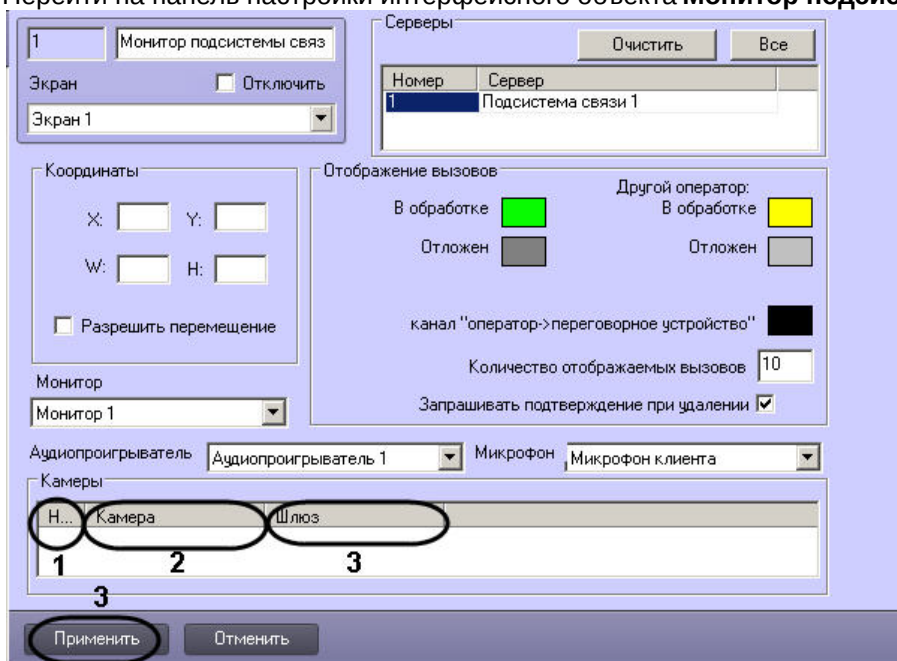 Перейти на панель настройки интерфейсного объекта Монитор подсис
1 Монитор подсистемы связ
Экран Отключить
Экран 1
Серверы
Очистить Все
Номер Сервер
1 Подсистема связи 1
Координаты
X: Y:
W: H:
Разрешить перемещение
Отображение вызовов
Другой оператор:
В обработке В обработке
Отложен Отложен
канал "оператор->переговорное устройство"
Количество отображаемых вызовов 10
Запрашивать подтверждение при удалении
Монитор
Монитор 1
Аудиопроигрыватель Аудиопроигрыватель 1 Микрофон Микрофон клиента
Камеры
Н... Камера Шлюз
1 2 3
3
Применить Отменить